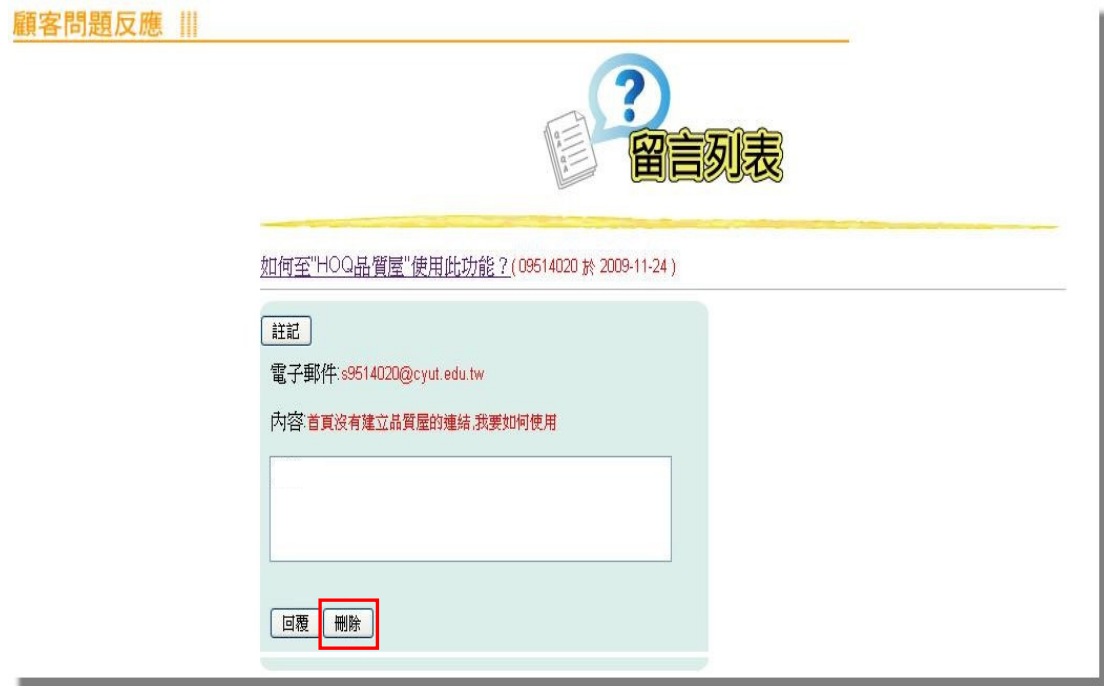 顧客問題反應
留言列表
如何至"HOQ品質屋"使用此功能？( 09514020 於 2009-11-24 )
註記
電子郵件:s9514020@cyut.edu.tw
內容:首頁沒有建立品質屋的連結,我要如何使用
回覆 刪除